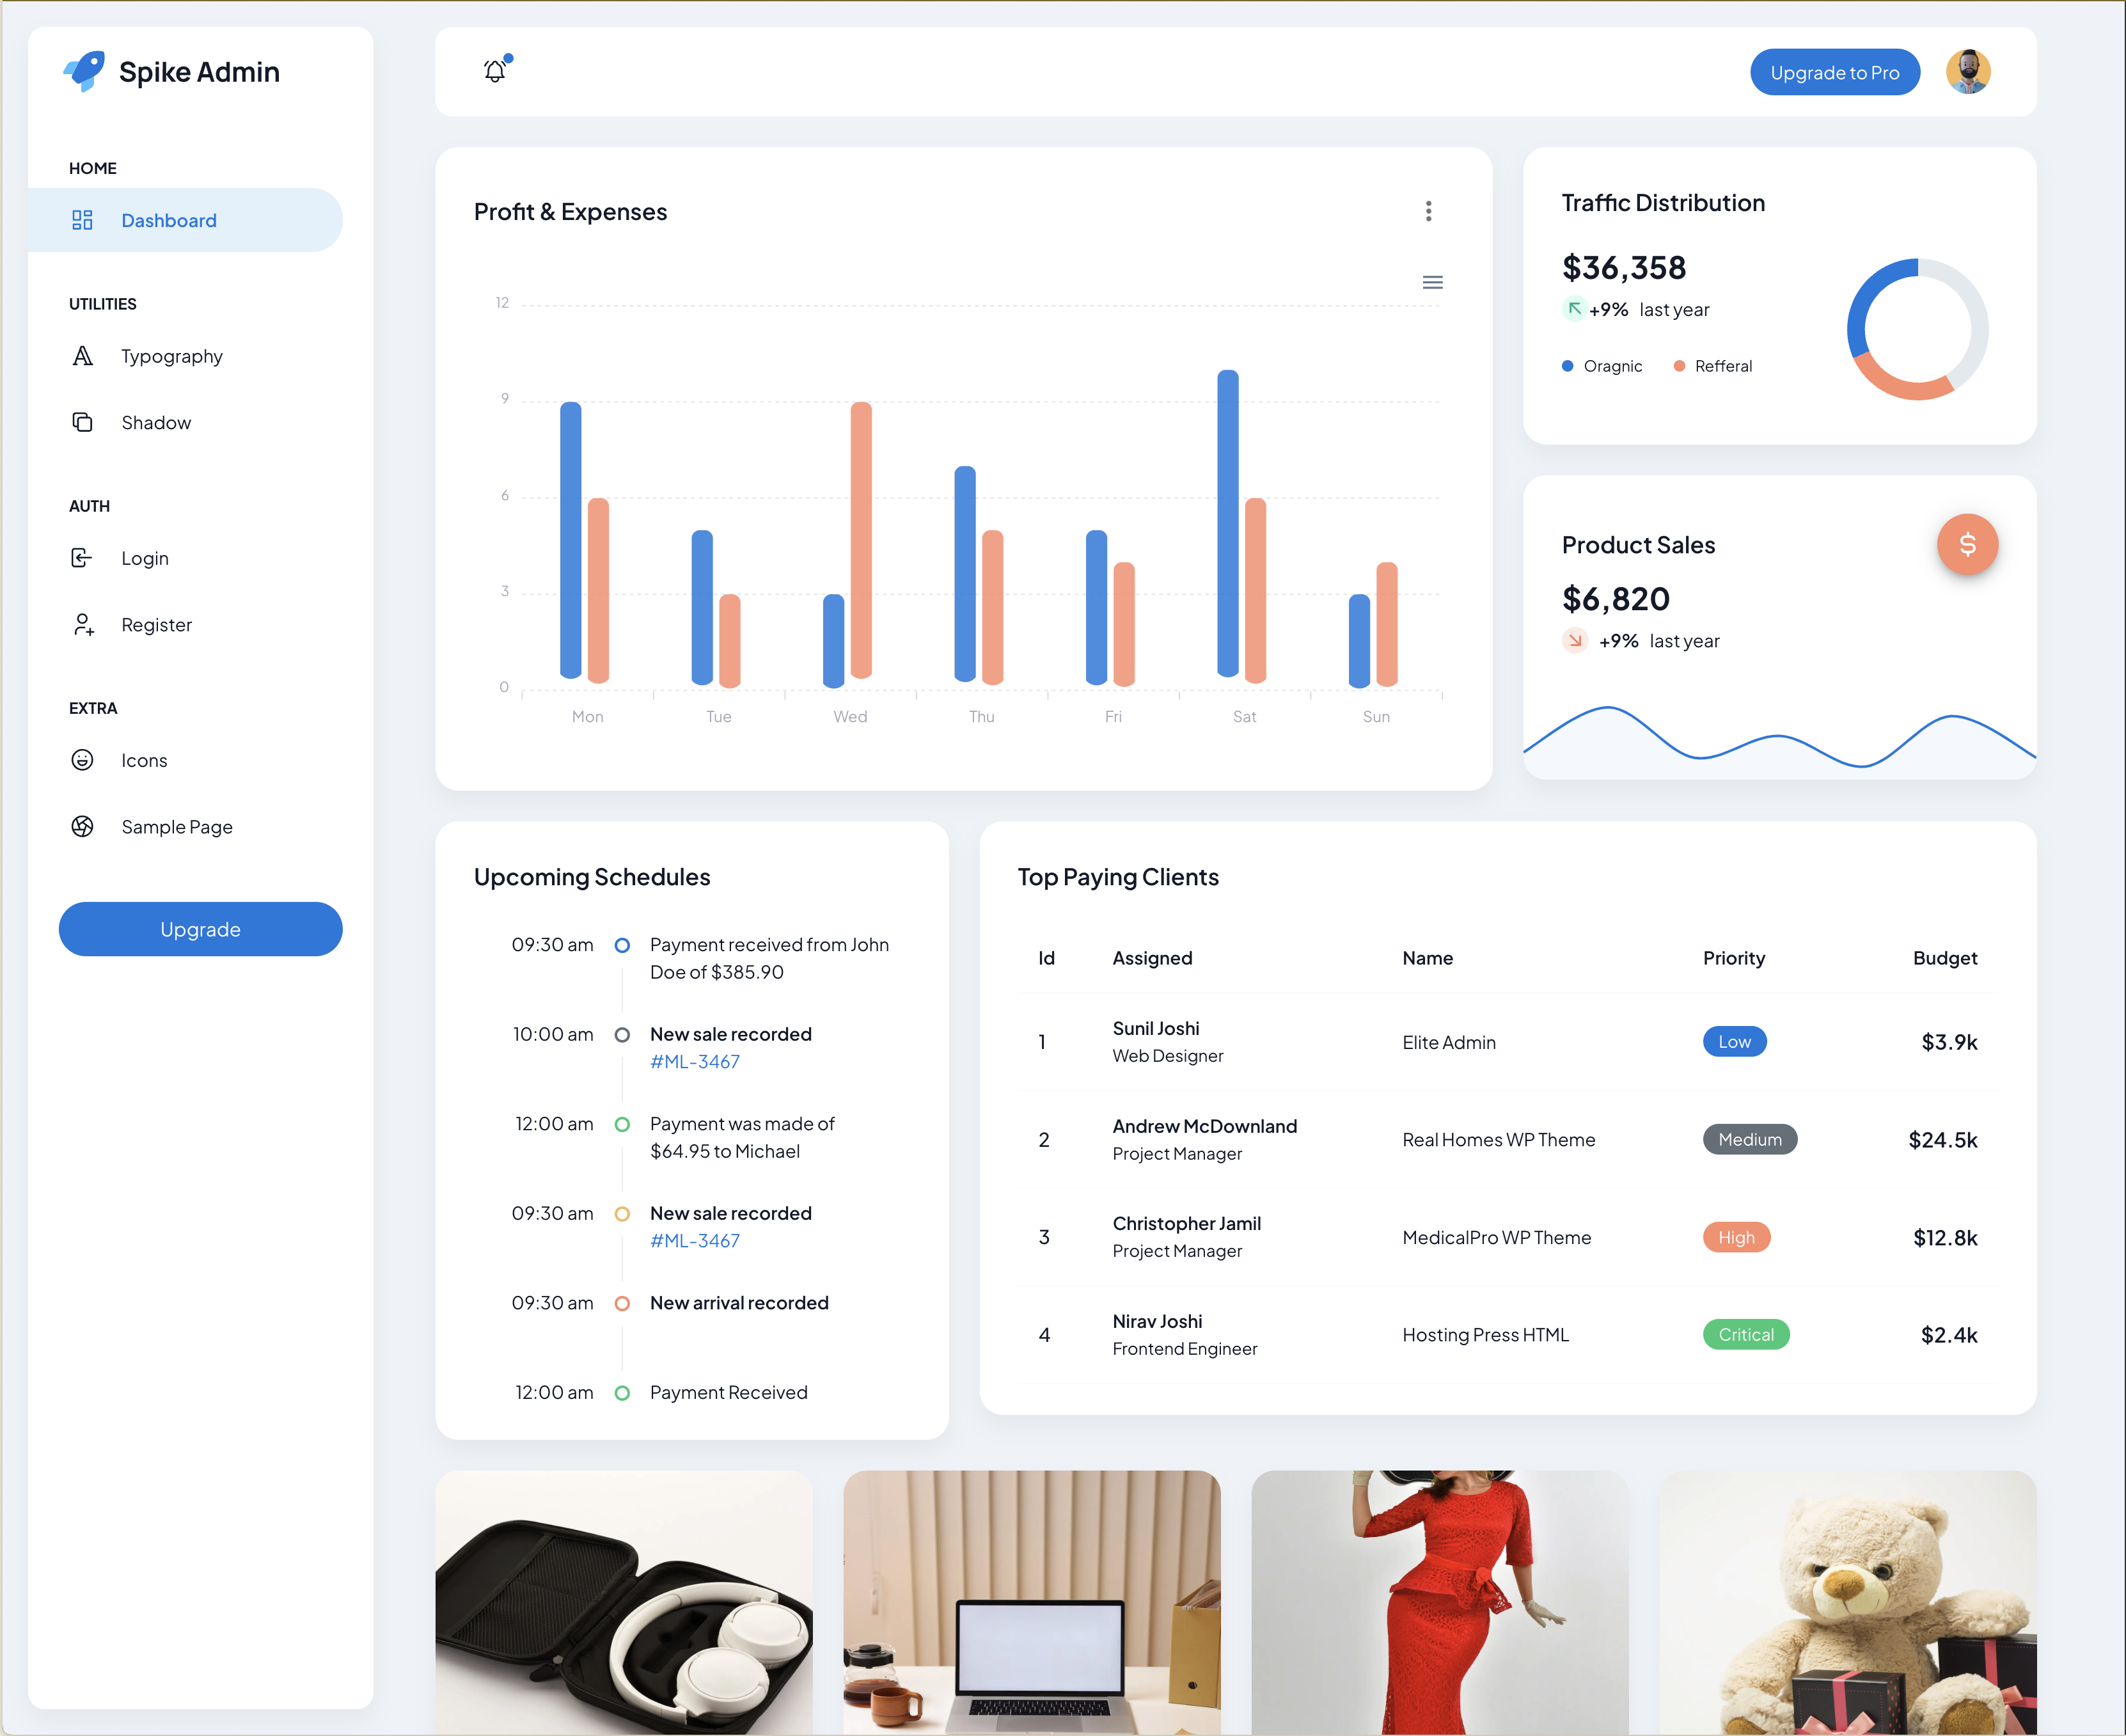 Spike Admin
Upgrade to Pro
HOME
Dashboard
UTILITIES
Typography
Shadow
AUTH
Login
Register
EXTRA
Icons
Sample Page
Upgrade
Profit & Expenses
12
9
6
3
0
Mon Tue Wed Thu Fri Sat Sun
Traffic Distribution
$36,358
+9% last year
Oragnic Refferal
Product Sales
$
$6,820
+9% last year
Upcoming Schedules
09:30 am Payment received from John
Doe of $385.90
10:00 am New sale recorded
#ML-3467
12:00 am Payment was made of
$64.95 to Michael
09:30 am New sale recorded
#ML-3467
09:30 am New arrival recorded
12:00 am Payment Received
Top Paying Clients
Id Assigned Name Priority Budget
1 Sunil Joshi Elite Admin Low $3.9k
Web Designer
2 Andrew McDownland Real Homes WP Theme Medium $24.5k
Project Manager
3 Christopher Jamil MedicalPro WP Theme High $12.8k
Project Manager
4 Nirav Joshi Hosting Press HTML Critical $2.4k
Frontend Engineer